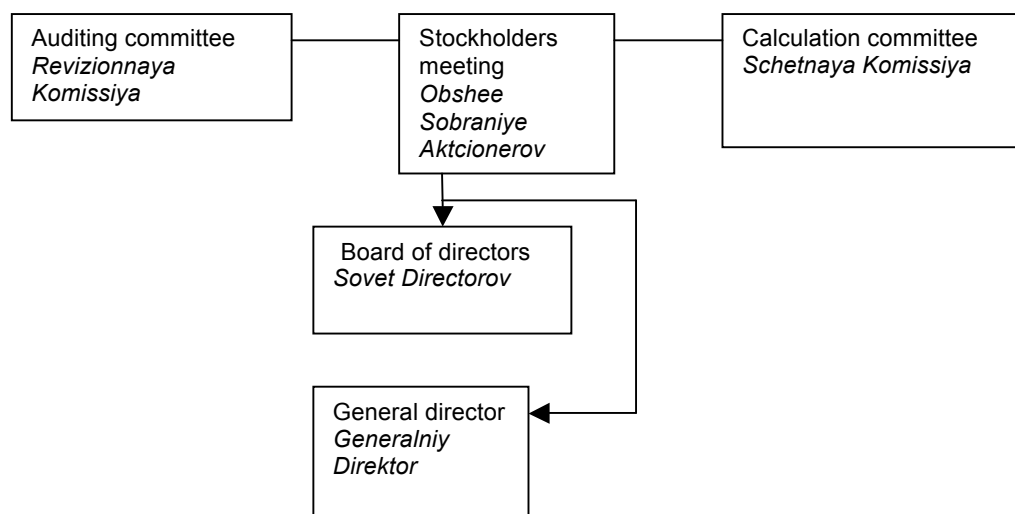 Auditing committee
Revizionnaya
Komissiya
Stockholders
meeting
Obshee
Sobraniye
Aktcionerov
Calculation committee
Schetnaya Komissiya
Board of directors
Sovet Directorov
General director
Generalniy
Direktor